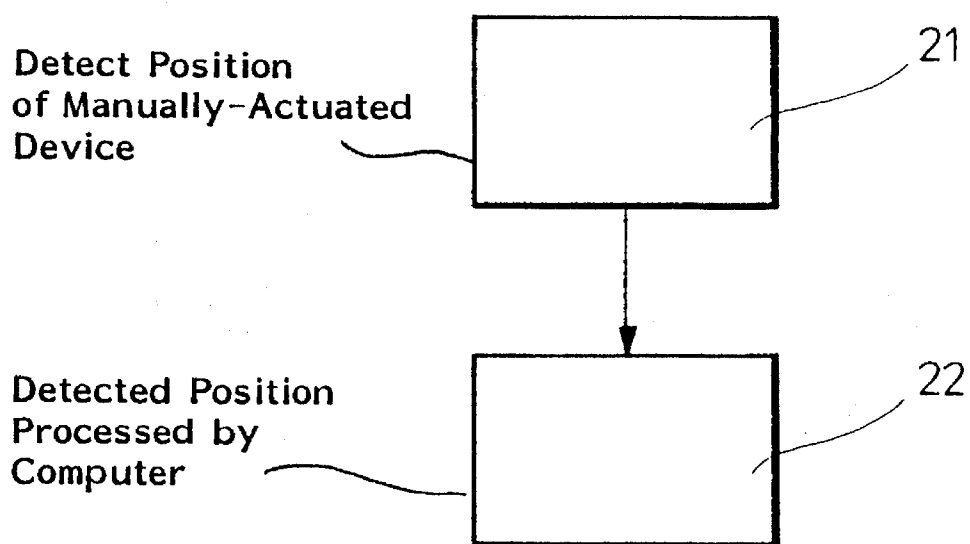 Detect Position
of Manually-Actuated
Device
21
Detected Position
Processed by
Computer
22